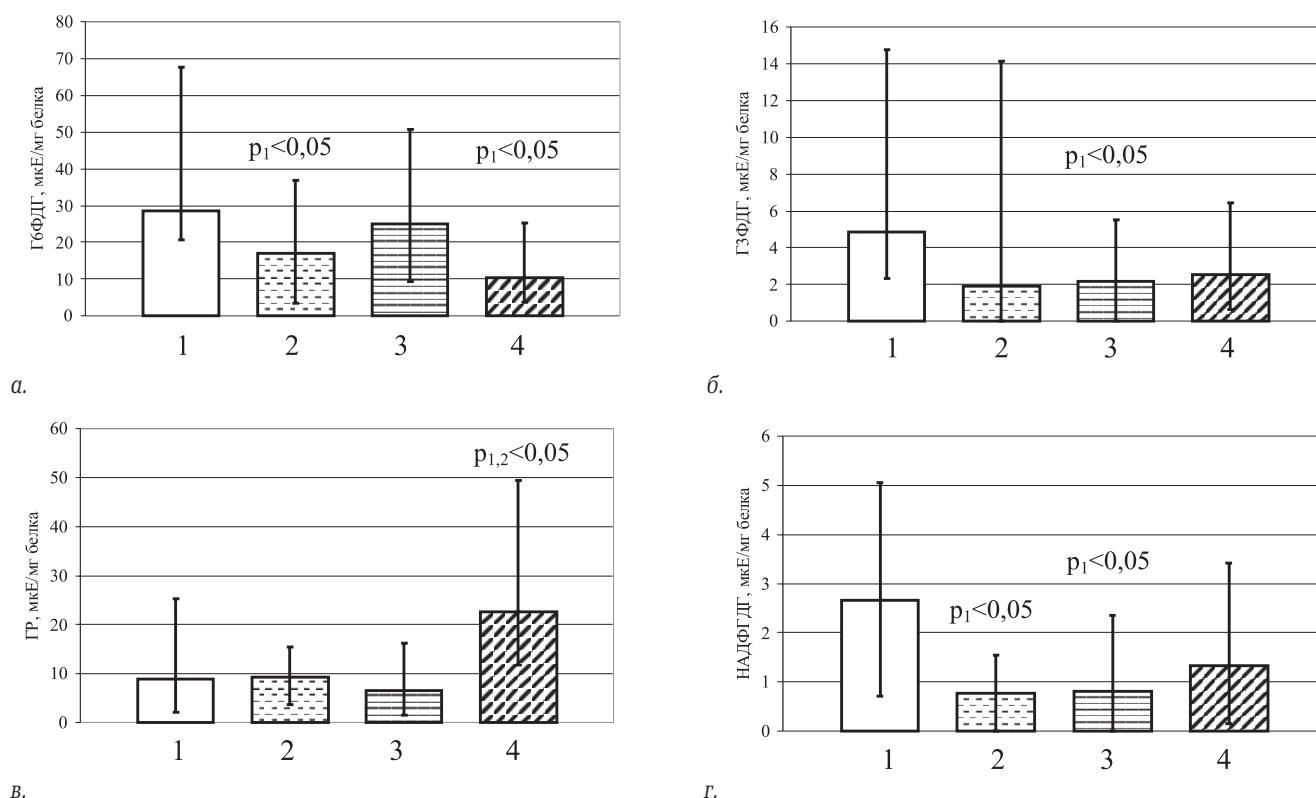 80
70
60
50
40
30
20
10
0
Г6ФДГ, мкЕ/мг белка
p1<0,05
p1<0,05
1 2 3 4
а.
16
14
12
10
8
6
4
2
0
Г3ФДГ, мкЕ/мг белка
p1<0,05
1 2 3 4
б.
60
50
40
30
20
10
0
ГР, мкЕ/мг белка
p1,2<0,05
1 2 3 4
в.
6
5
4
3
2
1
0
НАДФГДГ, мкЕ/мг белка
p1<0,05
p1<0,05
1 2 3 4
г.